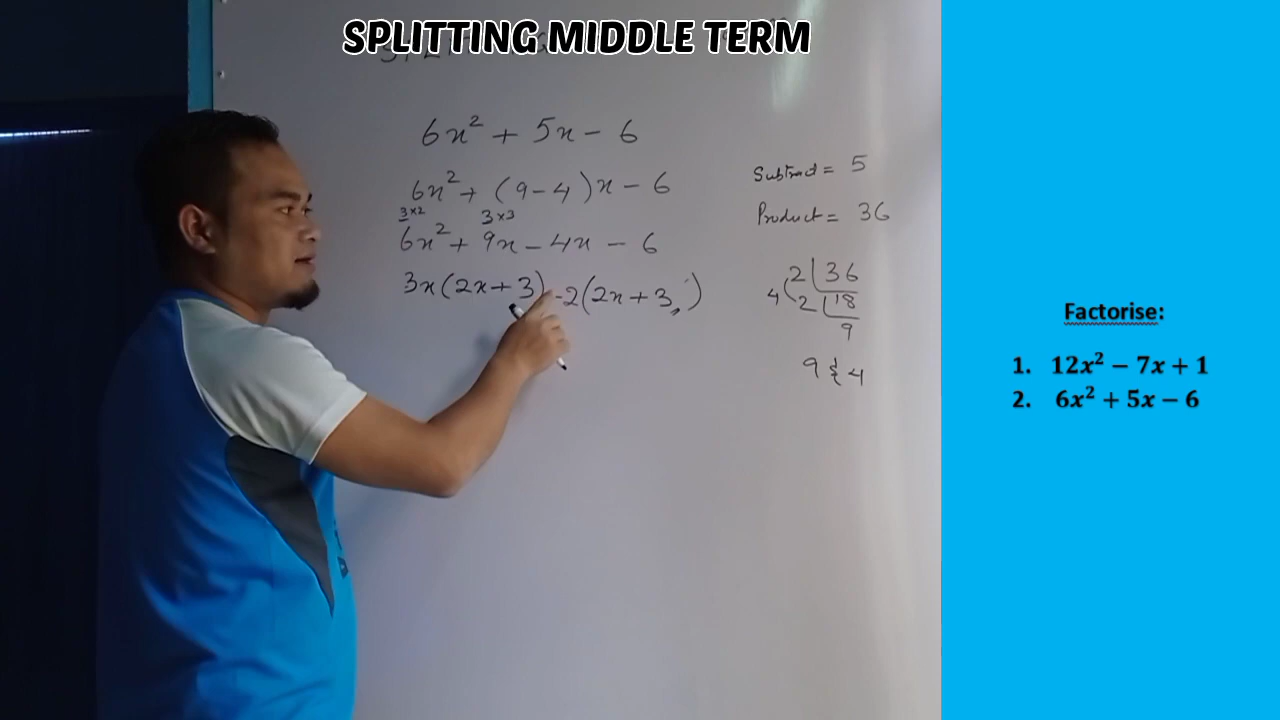 SPLITTING MIDDLE TERM
6x² + 5x - 6
6x² + (9-4)x - 6
3×2 3×3
6x² + 9x - 4x - 6
3x(2x+3) -2(2x+3)
Subtract = 5
Product = 36
2 36
4 2 18
9
9 & 4
Factorise:
1. 12x² − 7x + 1
2. 6x² + 5x − 6